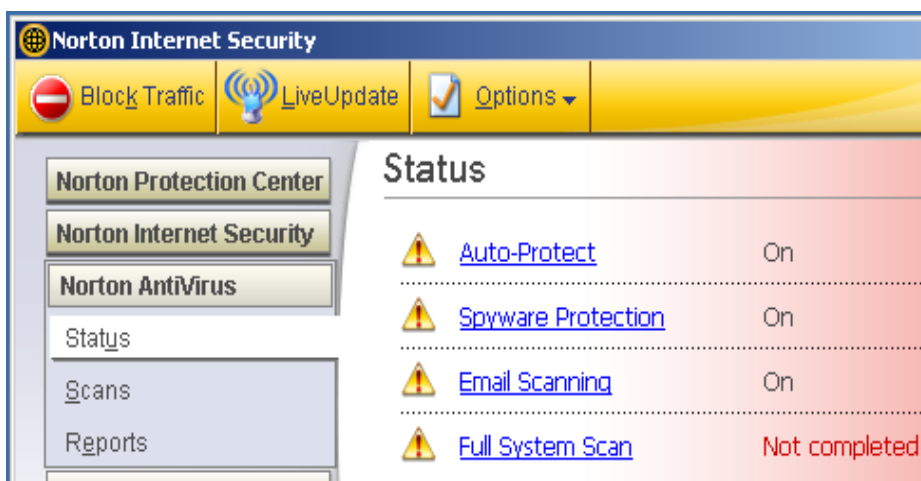 Norton Internet Security
Block Traffic LiveUpdate Options
Norton Protection Center
Norton Internet Security
Norton AntiVirus
Status
Scans
Reports
Status
Auto-Protect On
Spyware Protection On
Email Scanning On
Full System Scan Not completed